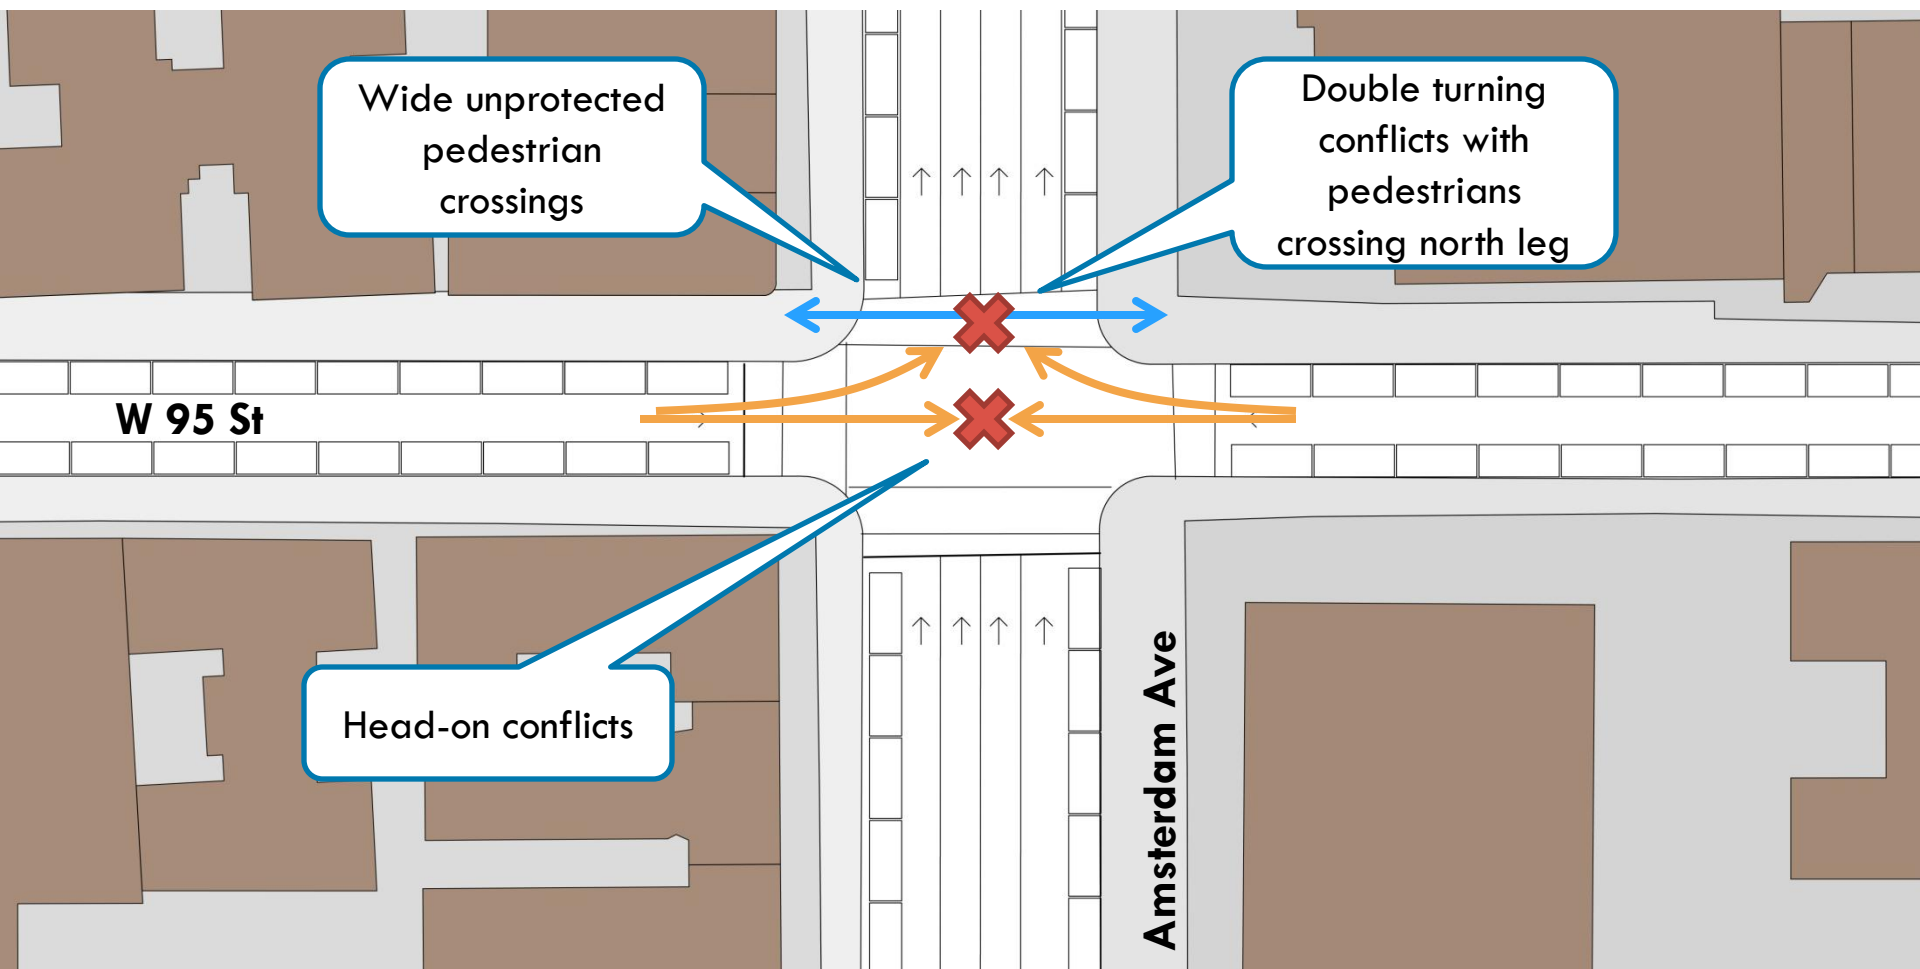 Wide unprotected
pedestrian
crossings
Double turning
conflicts with
pedestrians
crossing north leg
W 95 St
Head-on conflicts
Amsterdam Ave